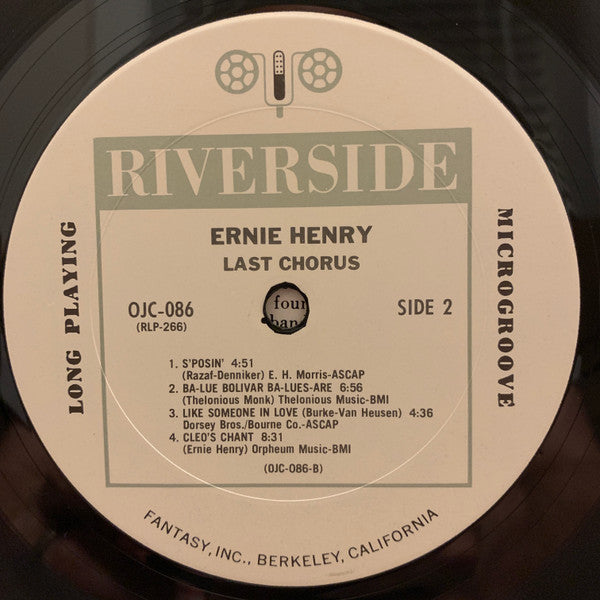 RIVERSIDE
ERNIE HENRY
LAST CHORUS
OJC-086
(RLP-266)
SIDE 2
LONG PLAYING
MICROGROOVE
four
band
1. S'POSIN' 4:51
(Razaf-Denniker) E. H. Morris-ASCAP
2. BA-LUE BOLIVAR BA-LUES-ARE 6:56
(Thelonious Monk) Thelonious Music-BMI
3. LIKE SOMEONE IN LOVE (Burke-Van Heusen) 4:36
Dorsey Bros./Bourne Co.-ASCAP
4. CLEO'S CHANT 8:31
(Ernie Henry) Orpheum Music-BMI
(OJC-086-B)
FANTASY, INC., BERKELEY, CALIFORNIA